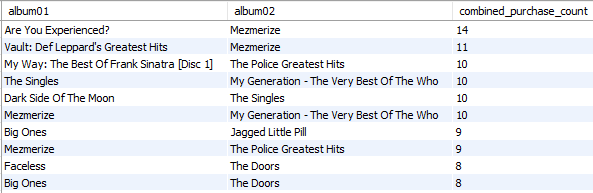 album01 album02 combined_purchase_count
Are You Experienced? Mezmerize 14
Vault: Def Leppard's Greatest Hits Mezmerize 11
My Way: The Best Of Frank Sinatra [Disc 1] The Police Greatest Hits 10
The Singles My Generation - The Very Best Of The Who 10
Dark Side Of The Moon The Singles 10
Mezmerize My Generation - The Very Best Of The Who 10
Big Ones Jagged Little Pill 9
Mezmerize The Police Greatest Hits 9
Faceless The Doors 8
Big Ones The Doors 8